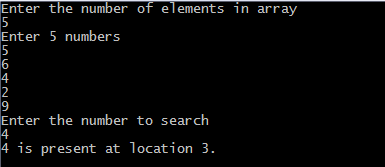 Enter the number of elements in array
5
Enter 5 numbers
5
6
4
2
9
Enter the number to search
4
4 is present at location 3.